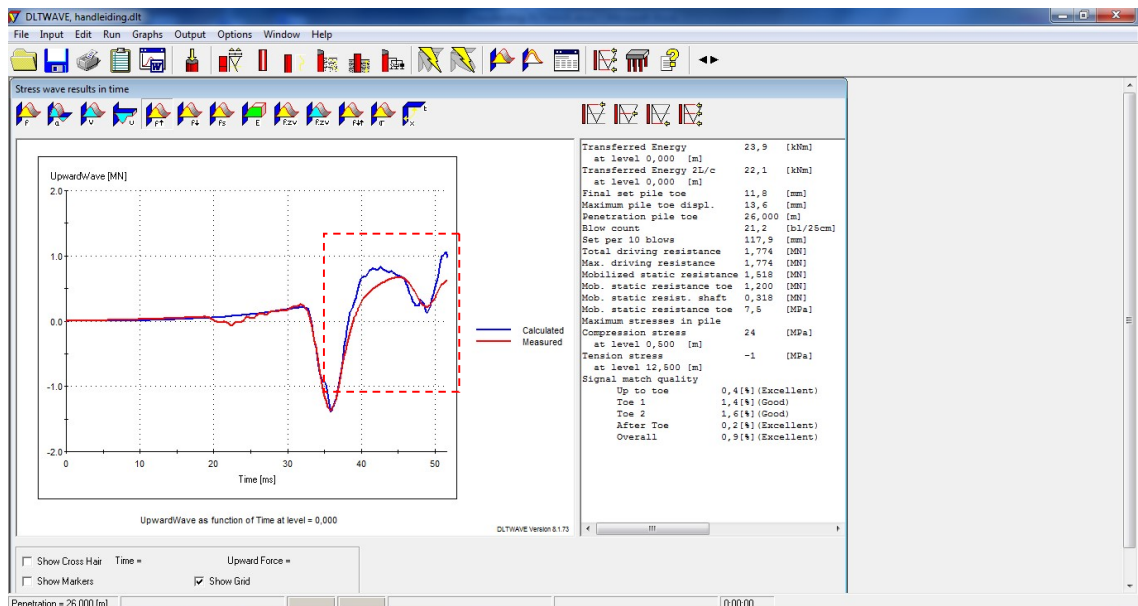 DLTWAVE, handleiding.dlt
File Input Edit Run Graphs Output Options Window Help
Stress wave results in time
UpwardWave [MN]
2.0
1.0
0.0
-1.0
-2.0
0 10 20 30 40 50
Time [ms]
Calculated
Measured
UpwardWave as function of Time at level = 0,000
DLTWAVE Version 8.1.73
Transferred Energy 23,9 [kNm]
at level 0,000 [m]
Transferred Energy 2L/c 22,1 [kNm]
at level 0,000 [m]
Final set pile toe 11,8 [mm]
Maximum pile toe displ. 13,6 [mm]
Penetration pile toe 26,000 [m]
Blow count 21,2 [bl/25cm]
Set per 10 blows 117,9 [mm]
Total driving resistance 1,774 [MN]
Max. driving resistance 1,774 [MN]
Mobilized static resistance 1,518 [MN]
Mob. static resistance toe 1,200 [MN]
Mob. static resist. shaft 0,318 [MN]
Mob. static resistance toe 7,5 [MPa]
Maximum stresses in pile
Compression stress 24 [MPa]
at level 0,500 [m]
Tension stress -1 [MPa]
at level 12,500 [m]
Signal match quality
Up to toe 0,4[%](Excellent)
Toe 1 1,4[%](Good)
Toe 2 1,6[%](Good)
After Toe 0,2[%](Excellent)
Overall 0,9[%](Excellent)
Show Cross Hair Time = Upward Force =
Show Markers Show Grid
Penetration = 26,000 [m] 0:00:00